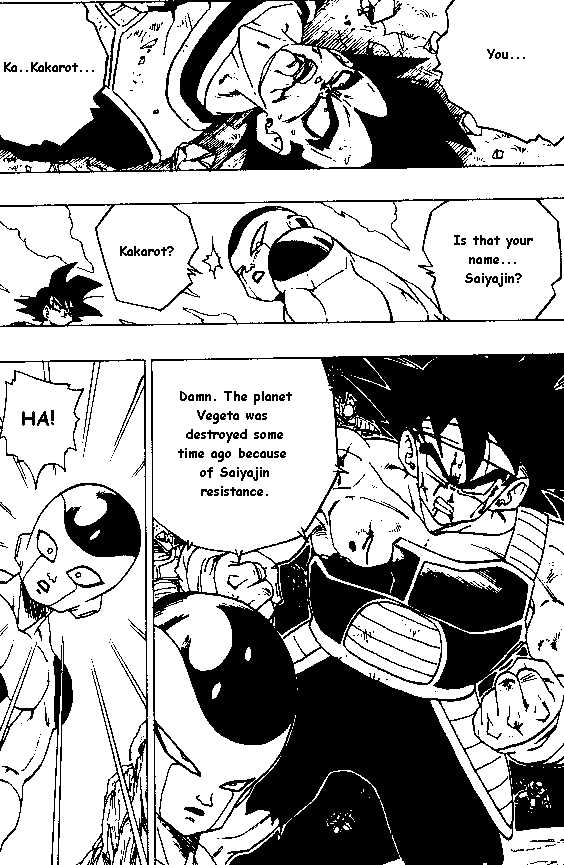 You...
Ka..Kakarot...
Is that your
name...
Saiyajin?
Kakarot?
Damn. The planet
Vegeta was
destroyed some
time ago because
of Saiyajin
resistance.
HA!